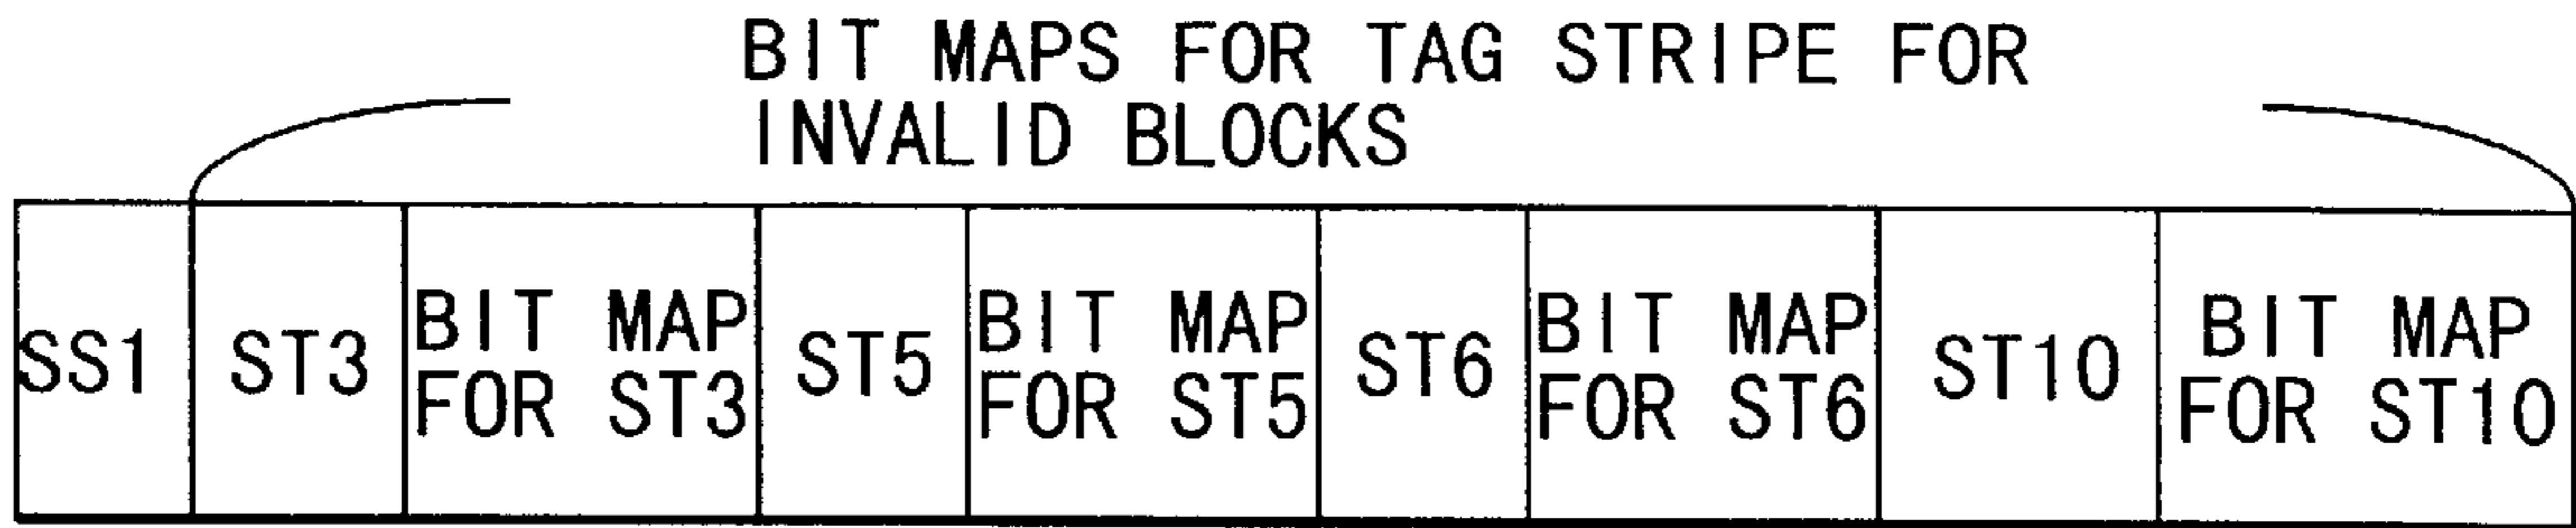 BIT MAPS FOR TAG STRIPE FOR
INVALID BLOCKS
SS1
ST3
BIT MAP
FOR ST3
ST5
BIT MAP
FOR ST5
ST6
BIT MAP
FOR ST6
ST10
BIT MAP
FOR ST10